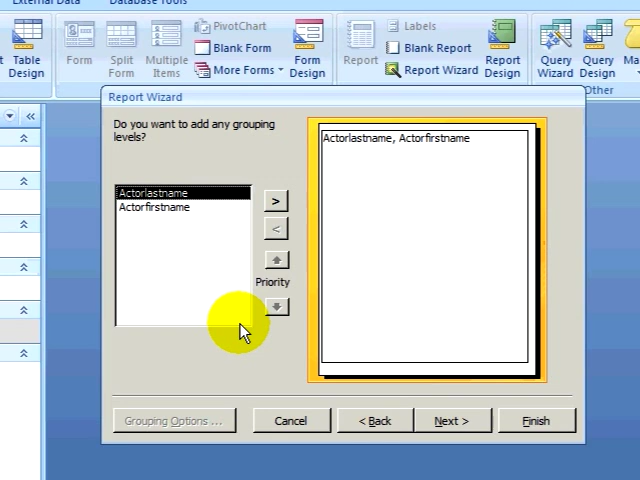 External Data Database Tools
PivotChart
Labels
Blank Form
Blank Report
Table Design
Form
Split Form
Multiple Items
More Forms
Form Design
Report
Report Wizard
Report Design
Query Wizard
Query Design
Other
Report Wizard
Do you want to add any grouping
levels?
Actorlastname
Actorfirstname
>
<
Priority
Actorlastname, Actorfirstname
Grouping Options ...
Cancel
< Back
Next >
Finish